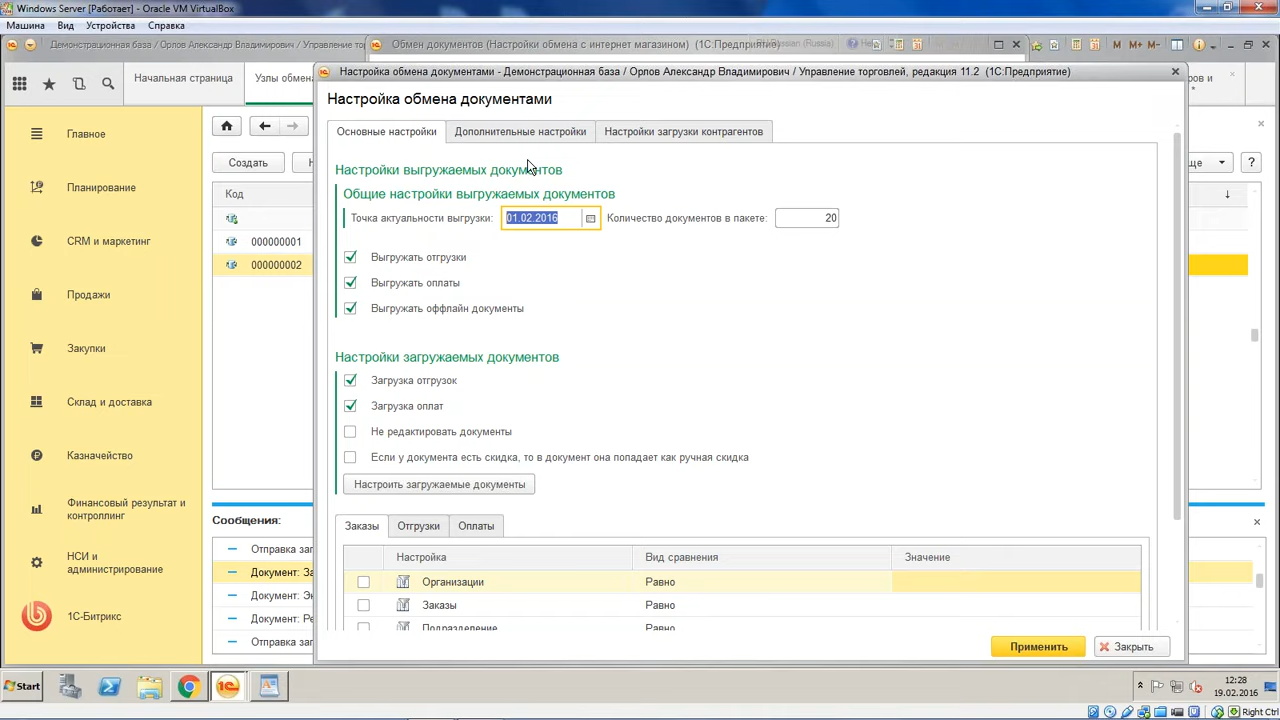 Windows Server [Работает] - Oracle VM VirtualBox
Машина Вид Устройства Справка
Демонстрационная база / Орлов Александр Владимирович / Управление тор
Обмен документов (Настройки обмена с интернет магазином) (1С:Предприятие)
M M+ M-
Начальная страница
Узлы обмена
Настройка обмена документами - Демонстрационная база / Орлов Александр Владимирович / Управление торговлей, редакция 11.2 (1С:Предприятие)
Настройка обмена документами
Основные настройки
Дополнительные настройки
Настройки загрузки контрагентов
Главное
Планирование
CRM и маркетинг
Продажи
Закупки
Склад и доставка
Казначейство
Финансовый результат и
контроллинг
НСИ и
администрирование
1С-Битрикс
Создать
Код
000000001
000000002
Сообщения:
Отправка заг
Документ: За
Документ: Эк
Документ: Ре
Отправка заг
Настройки выгружаемых документов
Общие настройки выгружаемых документов
Точка актуальности выгрузки: 01.02.2016 Количество документов в пакете: 20
Выгружать отгрузки
Выгружать оплаты
Выгружать оффлайн документы
Настройки загружаемых документов
Загрузка отгрузок
Загрузка оплат
Не редактировать документы
Если у документа есть скидка, то в документ она попадает как ручная скидка
Настроить загружаемые документы
Заказы Отгрузки Оплаты
Настройка Вид сравнения Значение
Организации Равно
Заказы Равно
Подразделение Равно
Применить Закрыть
ще ?
Start
12:28
19.02.2016
Right Ctrl